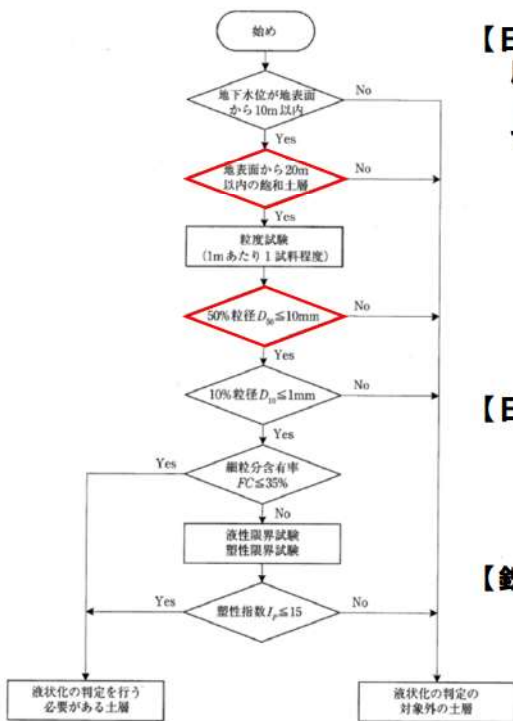 始め
【日
地下水位が地表面
から10m以内
No
Yes
地表面から20m
以内の飽和土層
No
Yes
粒度試験
(1mあたり1試料程度)
50%粒径D50≦10mm
No
Yes
10%粒径D10≦1mm
No
【日
Yes
細粒分含有率
FC≦35%
Yes
No
液性限界試験
塑性限界試験
【鉄
塑性指数IP≦15
Yes
No
液状化の判定を行う
必要がある土層
液状化の判定の
対象外の土層